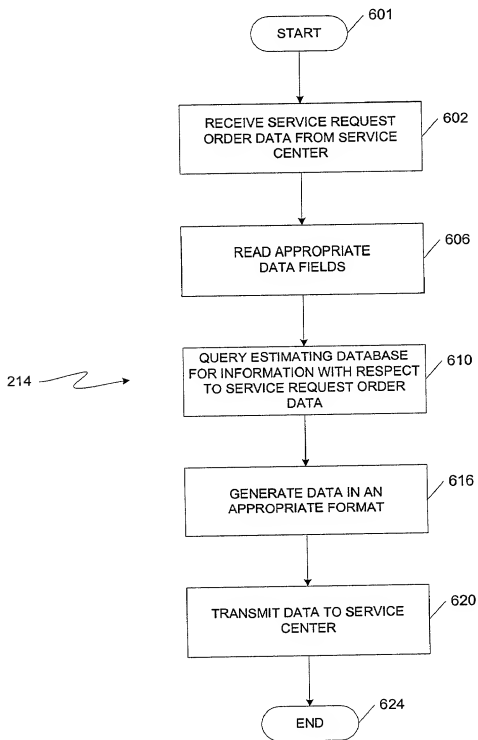 START
601
RECEIVE SERVICE REQUEST
ORDER DATA FROM SERVICE
CENTER
602
READ APPROPRIATE
DATA FIELDS
606
QUERY ESTIMATING DATABASE
FOR INFORMATION WITH RESPECT
TO SERVICE REQUEST ORDER
DATA
610
214
GENERATE DATA IN AN
APPROPRIATE FORMAT
616
TRANSMIT DATA TO SERVICE
CENTER
620
END
624